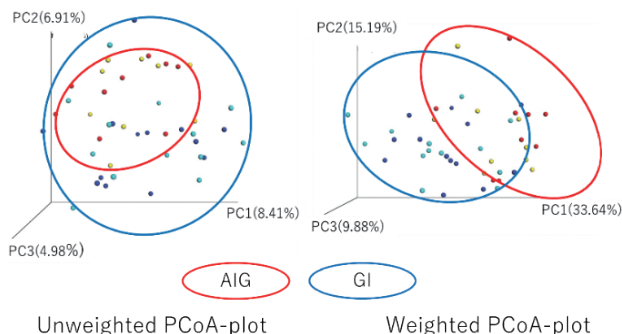 PC2(6.91%)
a
PC1(8.41%)
PC3(4.98%)
PC2(15.19%)
PC1(33.64%)
PC3(9.88%)
AIG
GI
Unweighted PCoA-plot
Weighted PCoA-plot